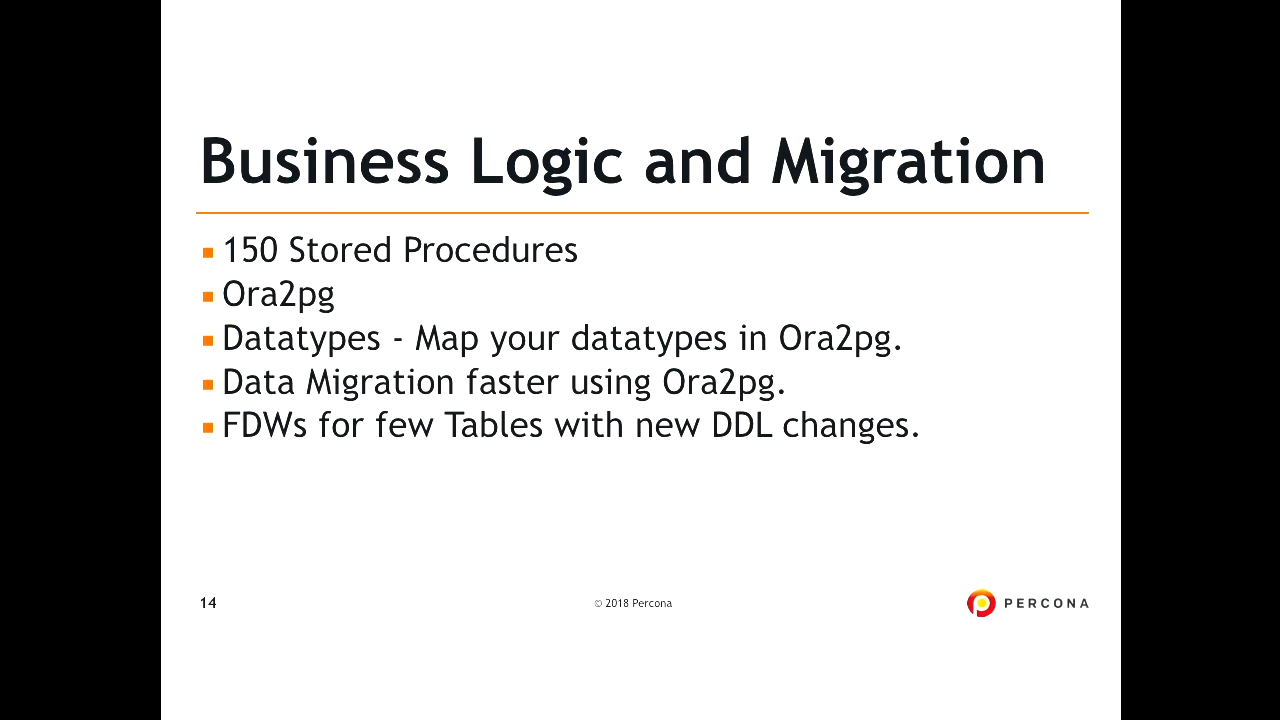 Business Logic and Migration
150 Stored Procedures
Ora2pg
Datatypes - Map your datatypes in Ora2pg.
Data Migration faster using Ora2pg.
FDWs for few Tables with new DDL changes.
14
© 2018 Percona
PERCONA